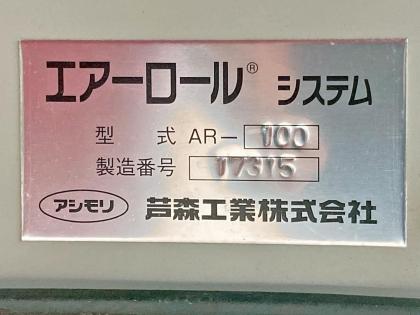 エアーロール® システム
型 式 AR-100
製造番号 17315
アシモリ 芦森工業株式会社